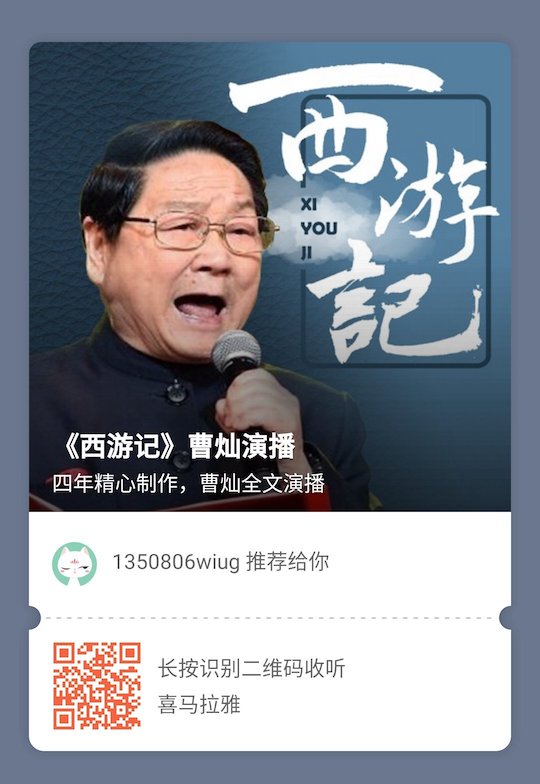 西游記
XI
YOU
JI
《西游记》曹灿演播
四年精心制作，曹灿全文演播
1350806wiug 推荐给你
长按识别二维码收听
喜马拉雅